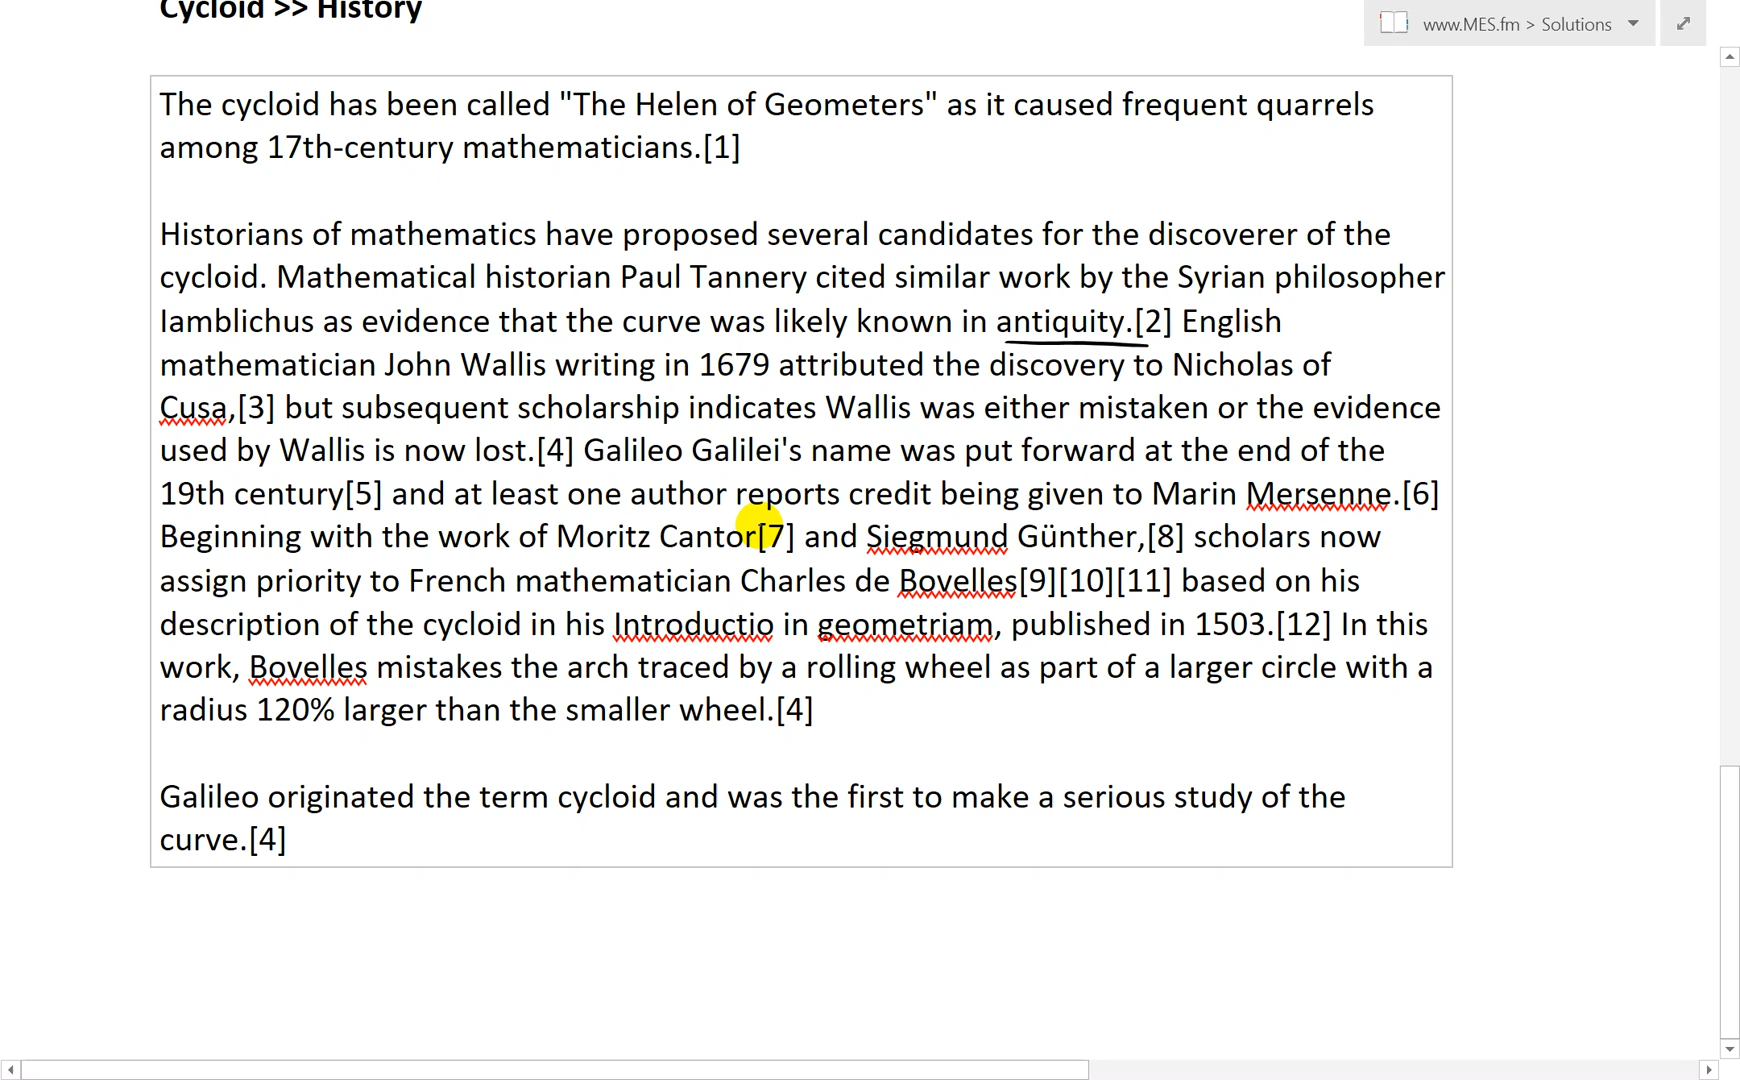 Cycloid >> History
www.MES.fm > Solutions
The cycloid has been called "The Helen of Geometers" as it caused frequent quarrels
among 17th-century mathematicians.[1]
Historians of mathematics have proposed several candidates for the discoverer of the
cycloid. Mathematical historian Paul Tannery cited similar work by the Syrian philosopher
Iamblichus as evidence that the curve was likely known in antiquity.[2] English
mathematician John Wallis writing in 1679 attributed the discovery to Nicholas of
Cusa,[3] but subsequent scholarship indicates Wallis was either mistaken or the evidence
used by Wallis is now lost.[4] Galileo Galilei's name was put forward at the end of the
19th century[5] and at least one author reports credit being given to Marin Mersenne.[6]
Beginning with the work of Moritz Cantor[7] and Siegmund Günther,[8] scholars now
assign priority to French mathematician Charles de Bovelles[9][10][11] based on his
description of the cycloid in his Introductio in geometriam, published in 1503.[12] In this
work, Bovelles mistakes the arch traced by a rolling wheel as part of a larger circle with a
radius 120% larger than the smaller wheel.[4]
Galileo originated the term cycloid and was the first to make a serious study of the
curve.[4]